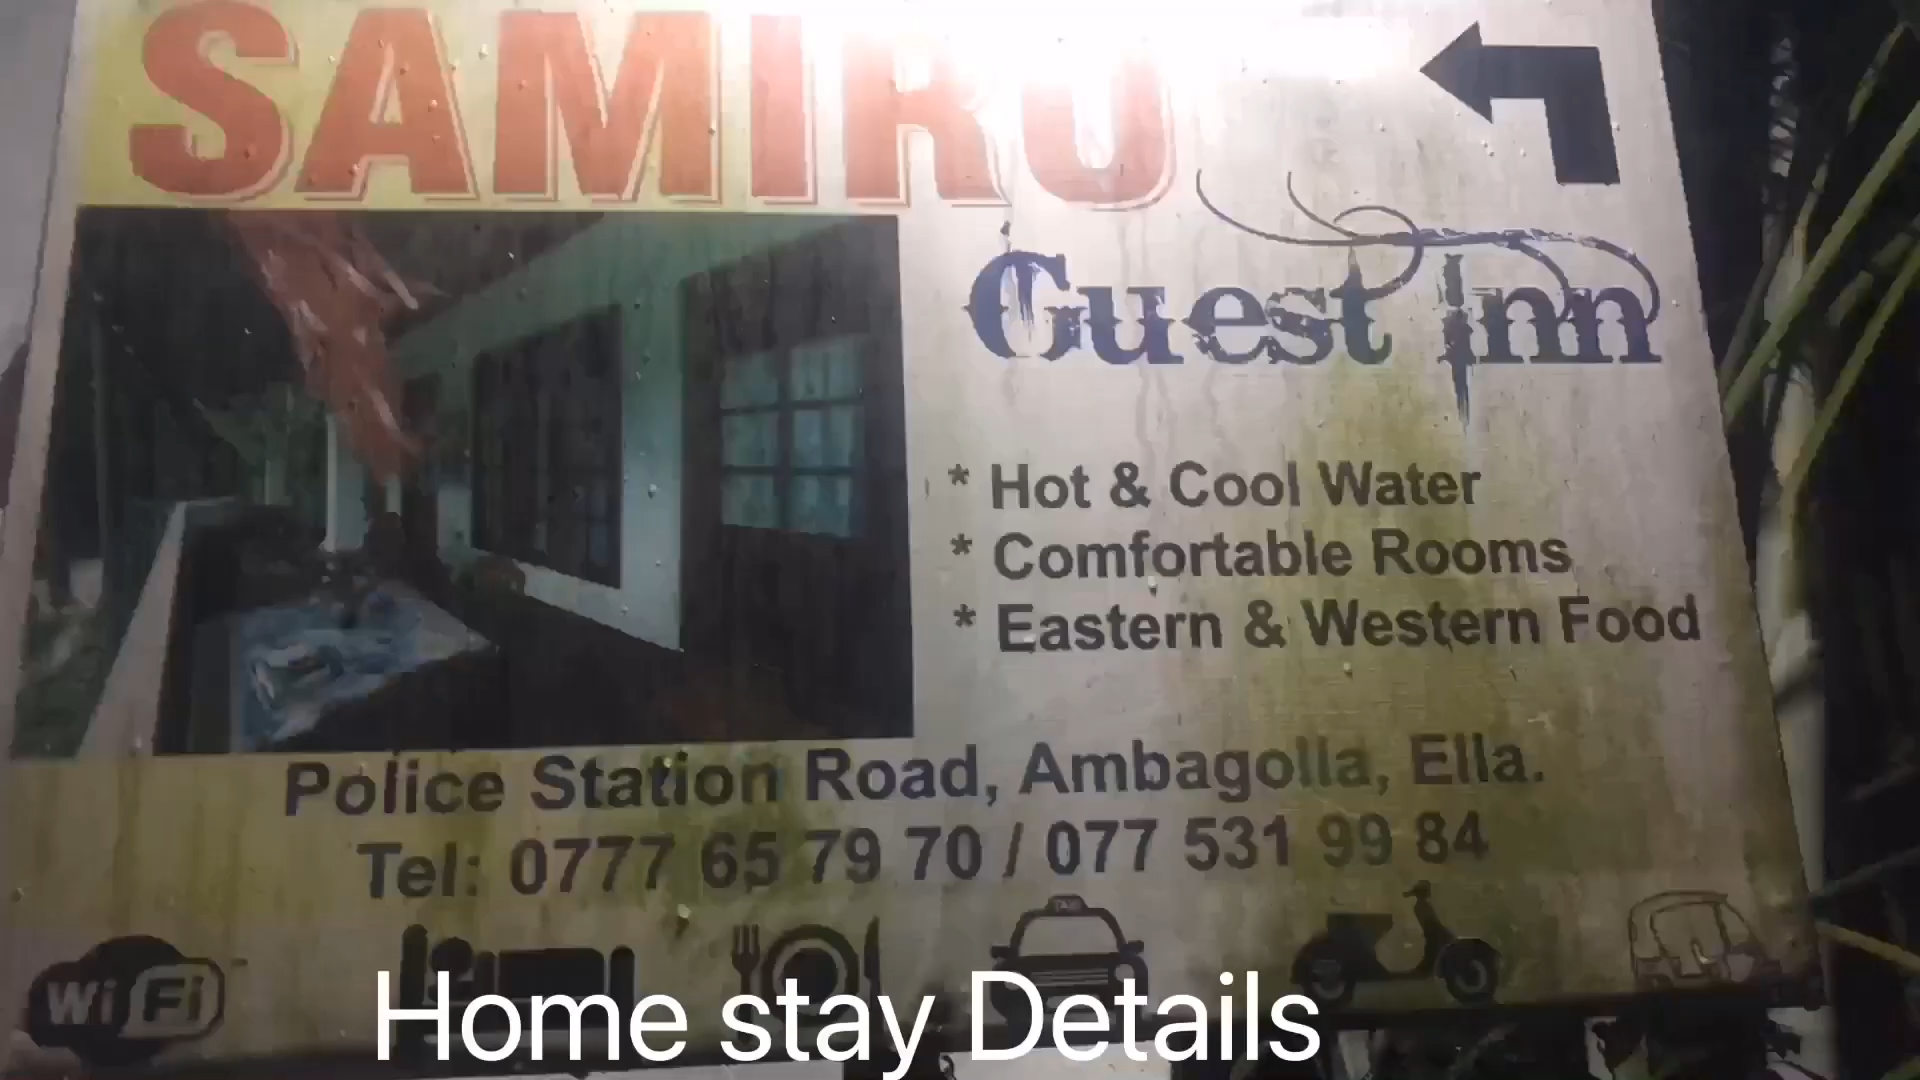 SAMIRU
Guest Inn
* Hot & Cool Water
* Comfortable Rooms
* Eastern & Western Food
Police Station Road, Ambagolla, Ella.
Tel: 0777 65 79 70 / 077 531 99 84
TAXI
Wi Fi
Home stay Details